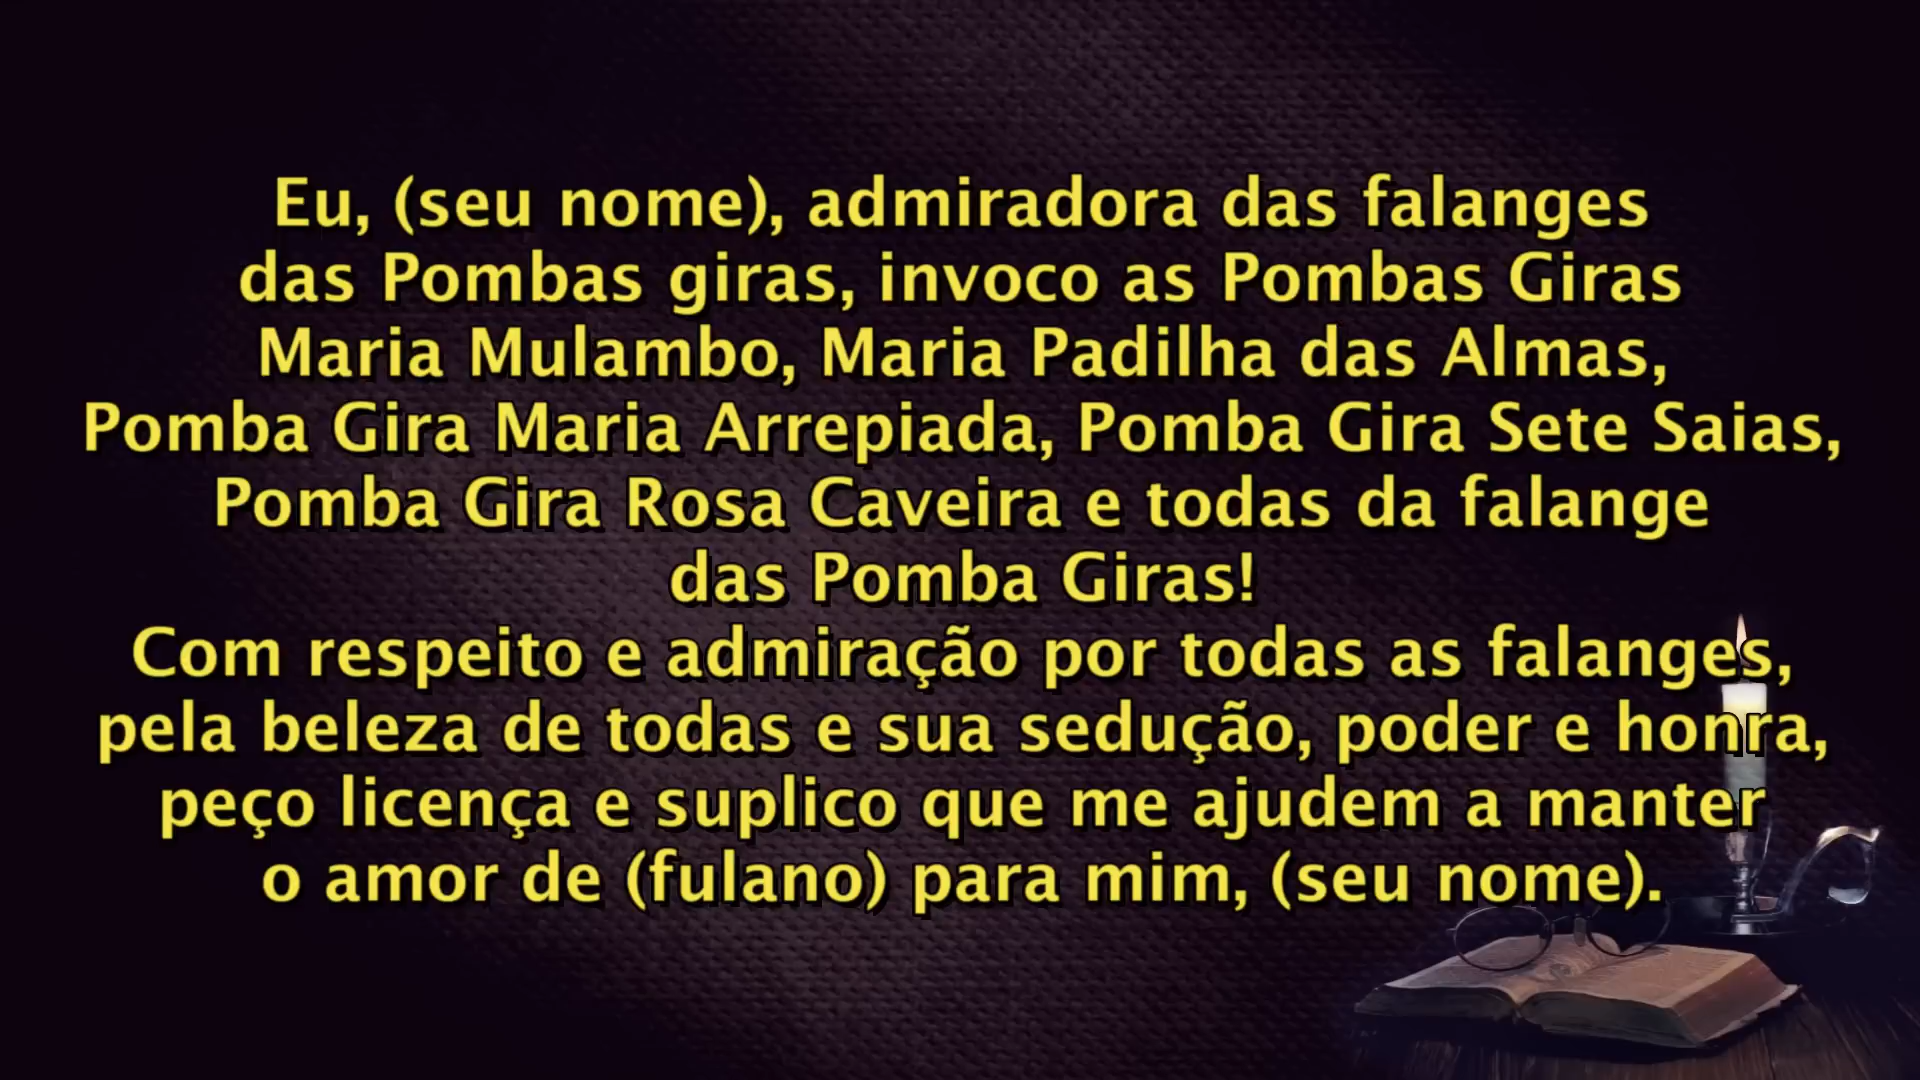 Eu, (seu nome), admiradora das falanges
das Pombas giras, invoco as Pombas Giras
Maria Mulambo, Maria Padilha das Almas,
Pomba Gira Maria Arrepiada, Pomba Gira Sete Saias,
Pomba Gira Rosa Caveira e todas da falange
das Pomba Giras!
Com respeito e admiração por todas as falanges,
pela beleza de todas e sua sedução, poder e honra,
peço licença e suplico que me ajudem a manter
o amor de (fulano) para mim, (seu nome).